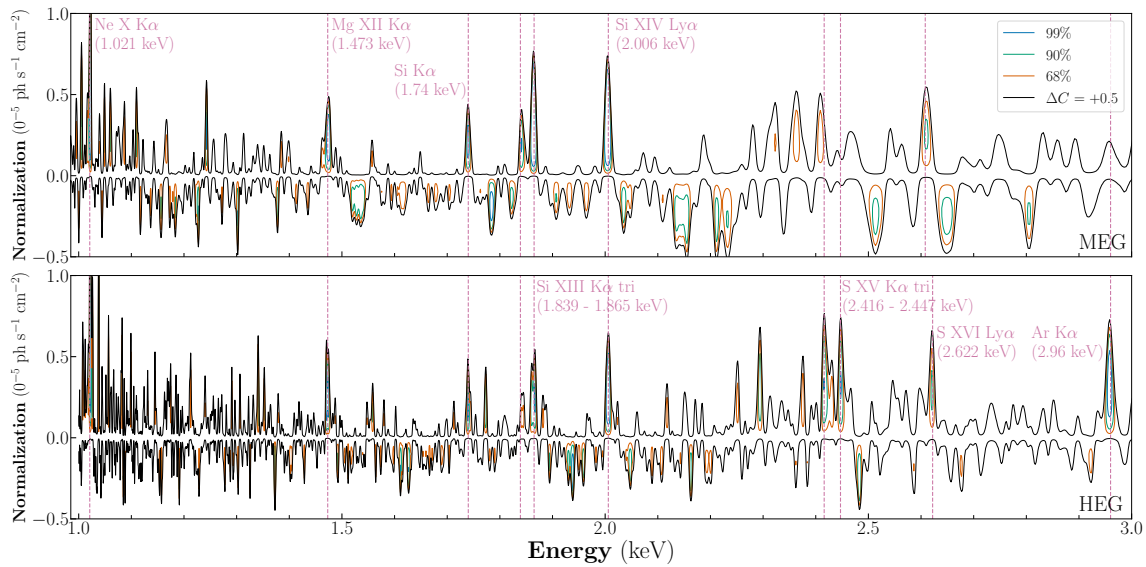 1.0
Ne X Kα
(1.021 keV)
Mg XII Kα
(1.473 keV)
Si Kα
(1.74 keV)
Si XIV Lyα
(2.006 keV)
99%
90%
68%
ΔC = +0.5
0.5
0.0
−0.5
Normalization (0⁻⁵ ph s⁻¹ cm⁻²)
MEG
1.0
Si XIII Kα tri
(1.839 - 1.865 keV)
S XV Kα tri
(2.416 - 2.447 keV)
S XVI Lyα
(2.622 keV)
Ar Kα
(2.96 keV)
0.5
0.0
−0.5
Normalization (0⁻⁵ ph s⁻¹ cm⁻²)
HEG
1.0 1.5 2.0 2.5 3.0
Energy (keV)